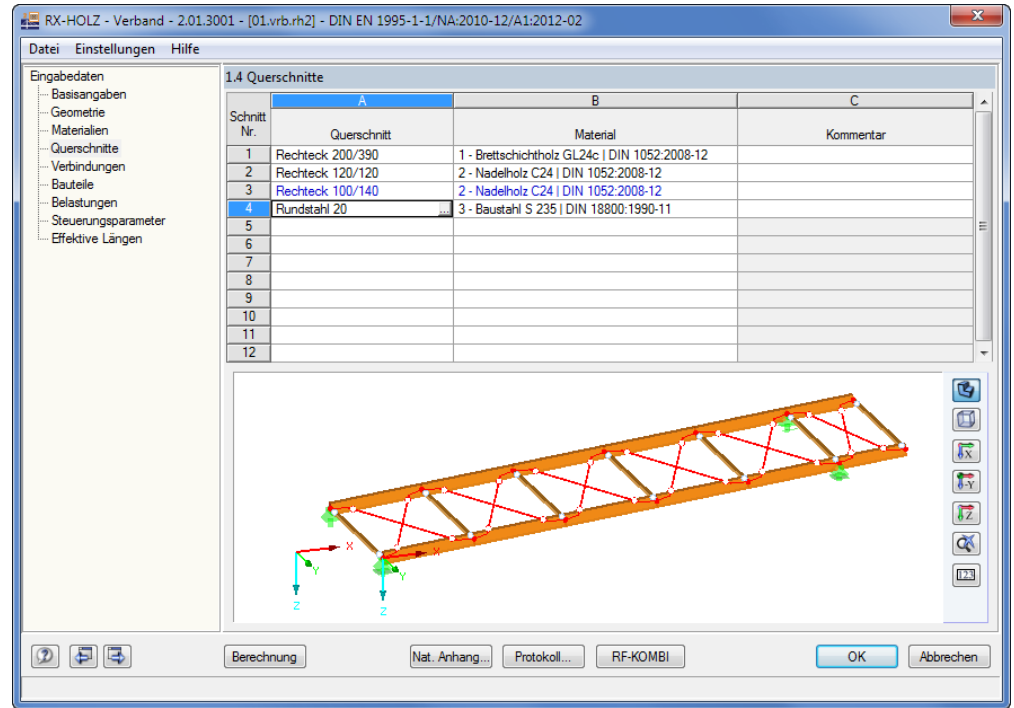 RX-HOLZ - Verband - 2.01.3001 - [01.vrb.rh2] - DIN EN 1995-1-1/NA:2010-12/A1:2012-02
Datei Einstellungen Hilfe
Eingabedaten
Basisangaben
Geometrie
Materialien
Querschnitte
Verbindungen
Bauteile
Belastungen
Steuerungsparameter
Effektive Längen
1.4 Querschnitte
A B C
Schnitt Nr. Querschnitt Material Kommentar
1 Rechteck 200/390 1 - Brettschichtholz GL24c | DIN 1052:2008-12
2 Rechteck 120/120 2 - Nadelholz C24 | DIN 1052:2008-12
3 Rechteck 100/140 2 - Nadelholz C24 | DIN 1052:2008-12
4 Rundstahl 20 ... 3 - Baustahl S 235 | DIN 18800:1990-11
5
6
7
8
9
10
11
12
X
Y
Z
X
Y
Z
X
-Y
Z
123
Berechnung Nat. Anhang... Protokoll... RF-KOMBI OK Abbrechen